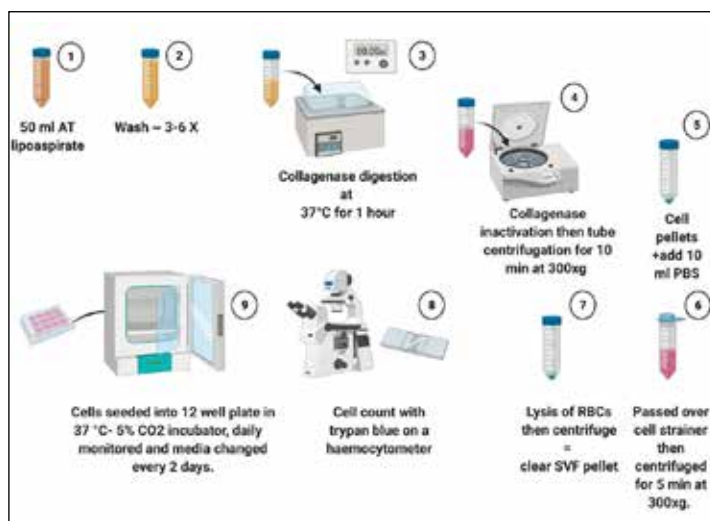 1
50 ml AT
lipoaspirate
2
Wash ~ 3-6 X
3
Collagenase digestion
at
37°C for 1 hour
4
Collagenase
inactivation then tube
centrifugation for 10
min at 300xg
5
Cell
pellets
+add 10
ml PBS
6
Passed over
cell strainer
then
centrifuged
for 5 min at
300xg.
7
Lysis of RBCs
then centrifuge
=
clear SVF pellet
8
Cell count with
trypan blue on a
haemocytometer
9
Cells seeded into 12 well plate in
37 °C- 5% CO2 incubator, daily
monitored and media changed
every 2 days.